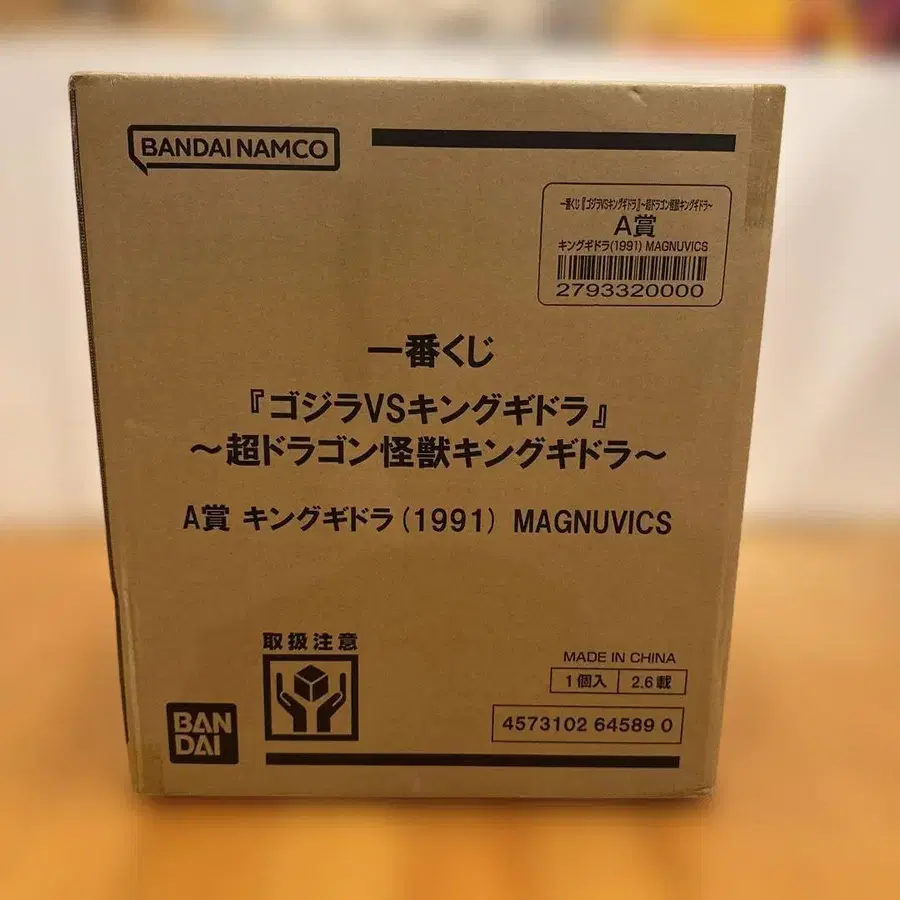 BANDAI NAMCO
一番くじ『ゴジラVSキングギドラ』~超ドラゴン怪獣キングギドラ~
A賞
キングギドラ(1991) MAGNUVICS
2793320000
一番くじ
『ゴジラVSキングギドラ』
~超ドラゴン怪獣キングギドラ~
A賞 キングギドラ(1991) MAGNUVICS
取扱注意
MADE IN CHINA
1個入 2.6載
4573102 64589 0
BAN
DAI